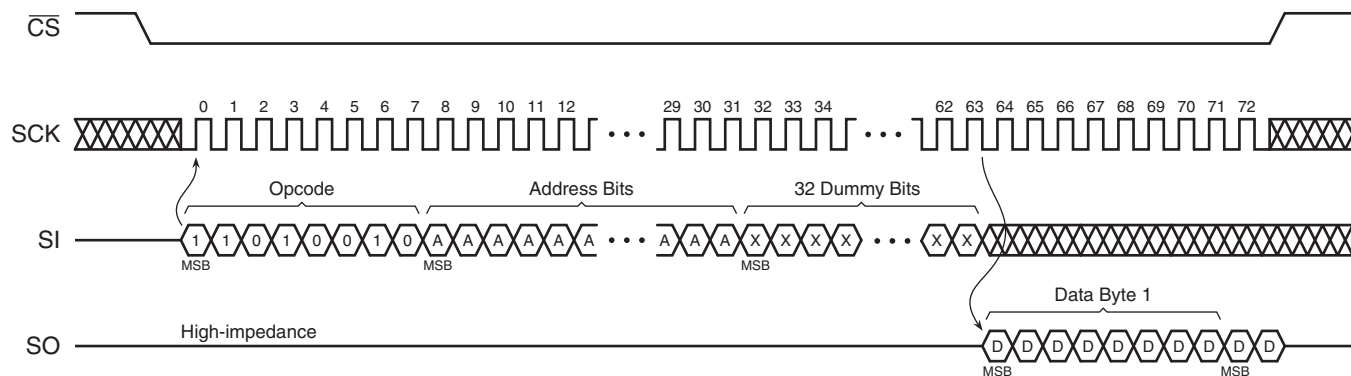 CS
0 1 2 3 4 5 6 7 8 9 10 11 12 29 30 31 32 33 34 62 63 64 65 66 67 68 69 70 71 72
SCK
Opcode Address Bits 32 Dummy Bits
SI 1 1 0 1 0 0 1 0 A A A A A A A A A X X X X X X
MSB MSB MSB
Data Byte 1
High-impedance
SO D D D D D D D D D D
MSB MSB